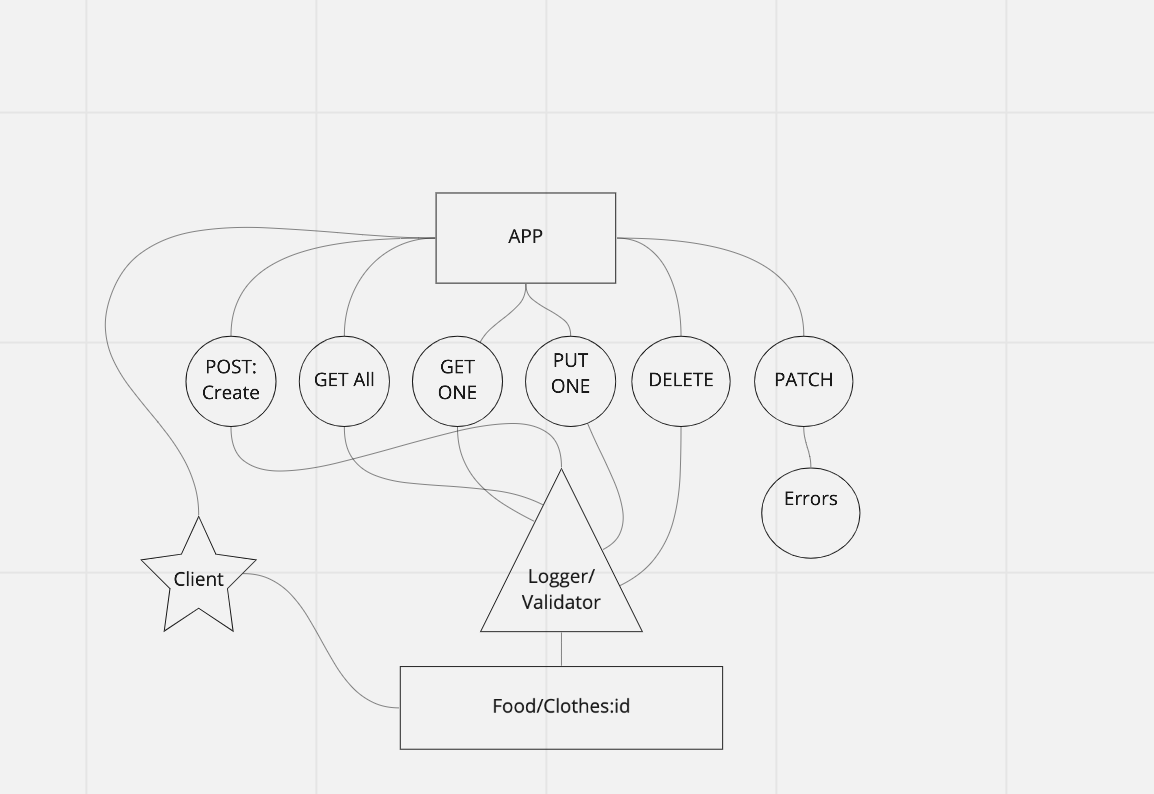 APP
POST:
Create
GET All
GET
ONE
PUT
ONE
DELETE
PATCH
Errors
Client
Logger/
Validator
Food/Clothes:id